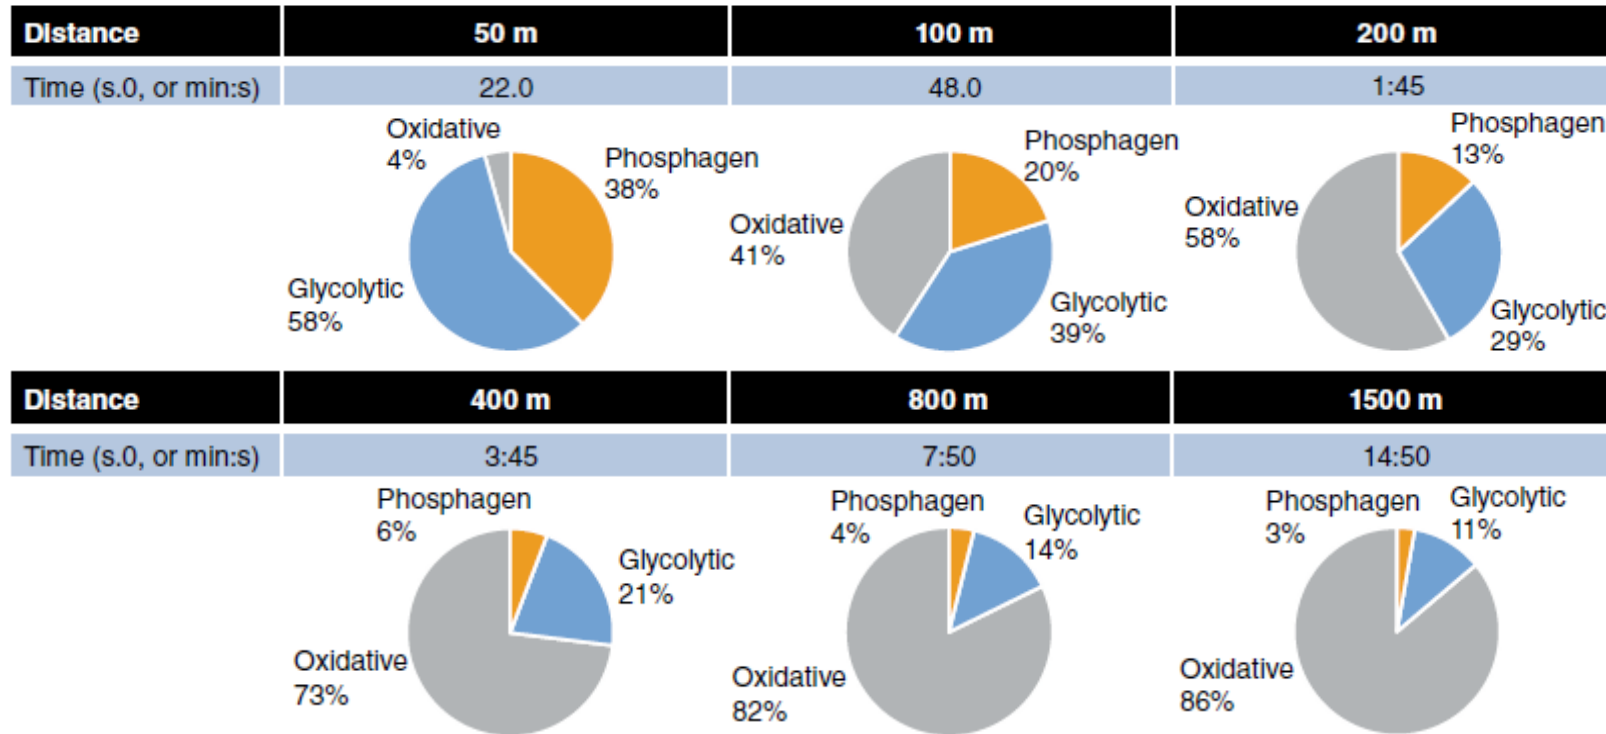 Distance 50 m 100 m 200 m
Time (s.0, or min:s) 22.0 48.0 1:45
Oxidative
4%
Phosphagen
38%
Glycolytic
58%
Phosphagen
20%
Oxidative
41%
Glycolytic
39%
Phosphagen
13%
Oxidative
58%
Glycolytic
29%
Distance 400 m 800 m 1500 m
Time (s.0, or min:s) 3:45 7:50 14:50
Phosphagen
6%
Glycolytic
21%
Oxidative
73%
Phosphagen
4%
Glycolytic
14%
Oxidative
82%
Phosphagen
3%
Glycolytic
11%
Oxidative
86%